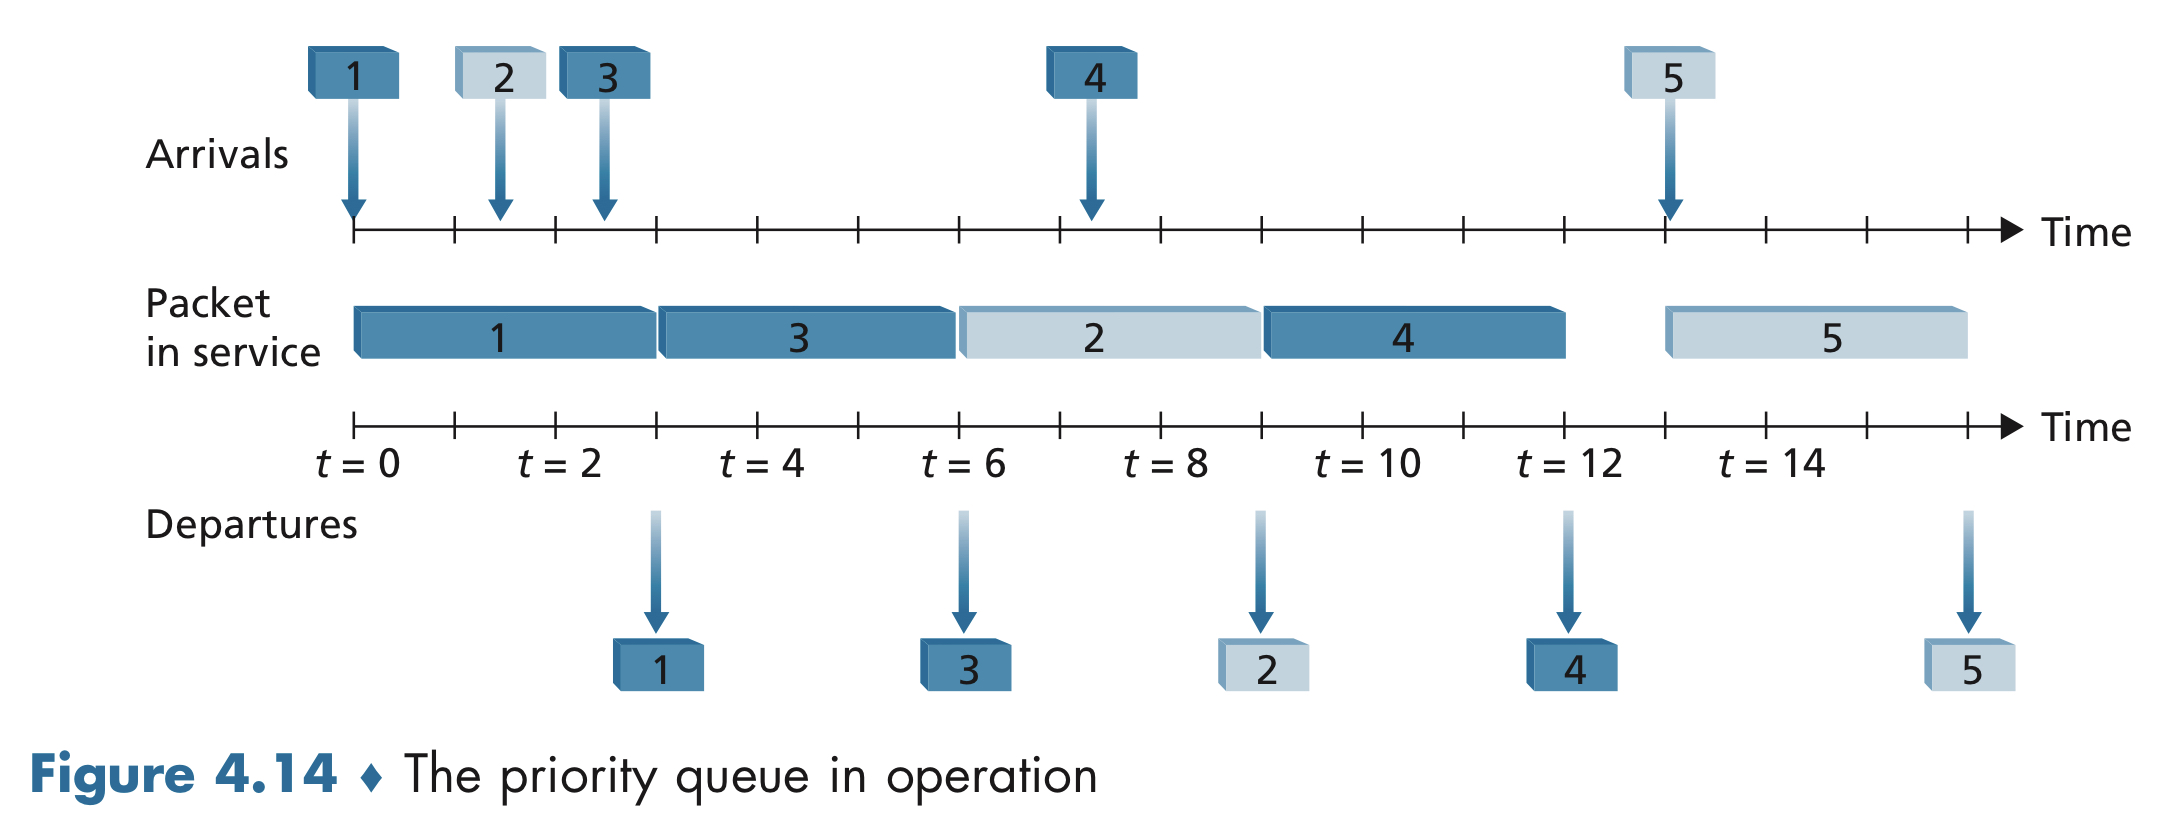 1 2 3 4 5
Arrivals
Time
Packet
in service
1 3 2 4 5
Time
t = 0 t = 2 t = 4 t = 6 t = 8 t = 10 t = 12 t = 14
Departures
1 3 2 4 5
Figure 4.14 ♦ The priority queue in operation